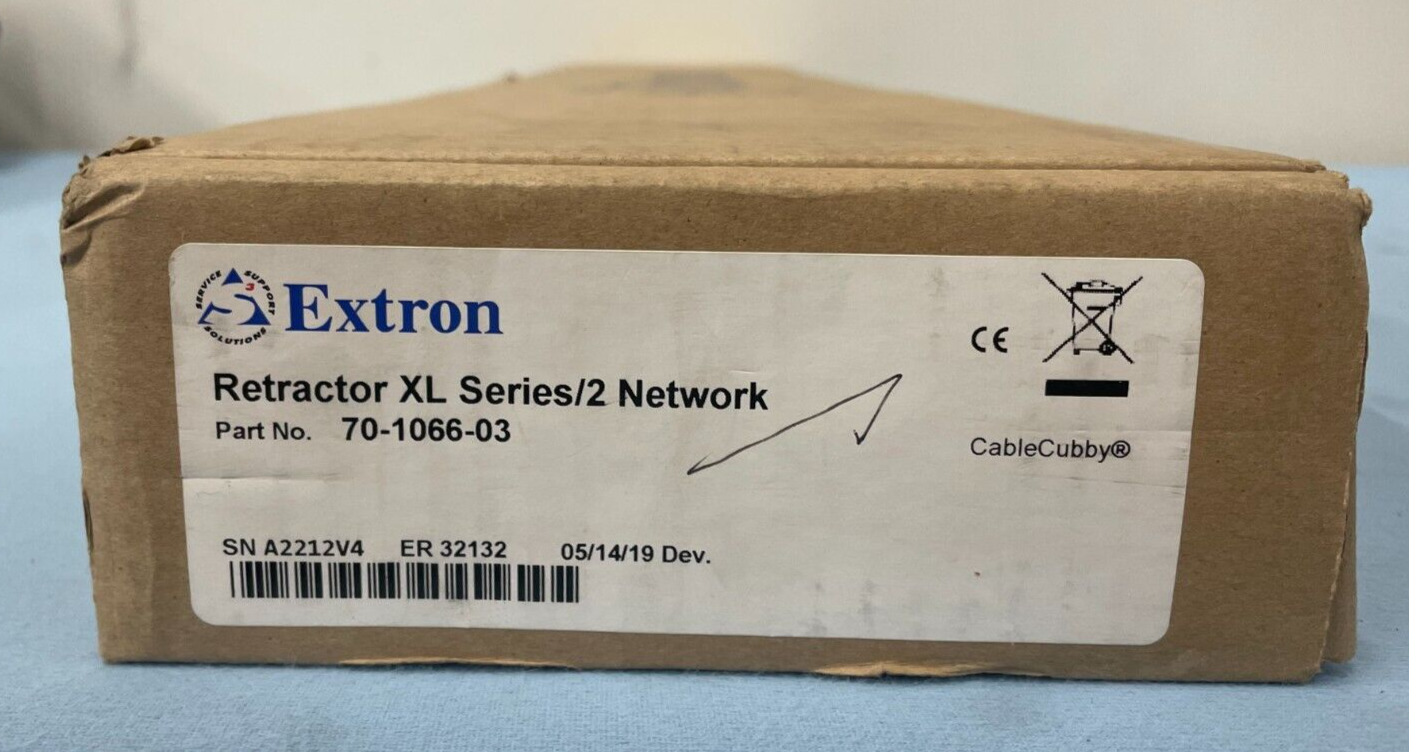 SERVICE SUPPORT SOLUTIONS
S3 Extron
CE
Retractor XL Series/2 Network
Part No. 70-1066-03
CableCubby®
SN A2212V4 ER 32132 05/14/19 Dev.